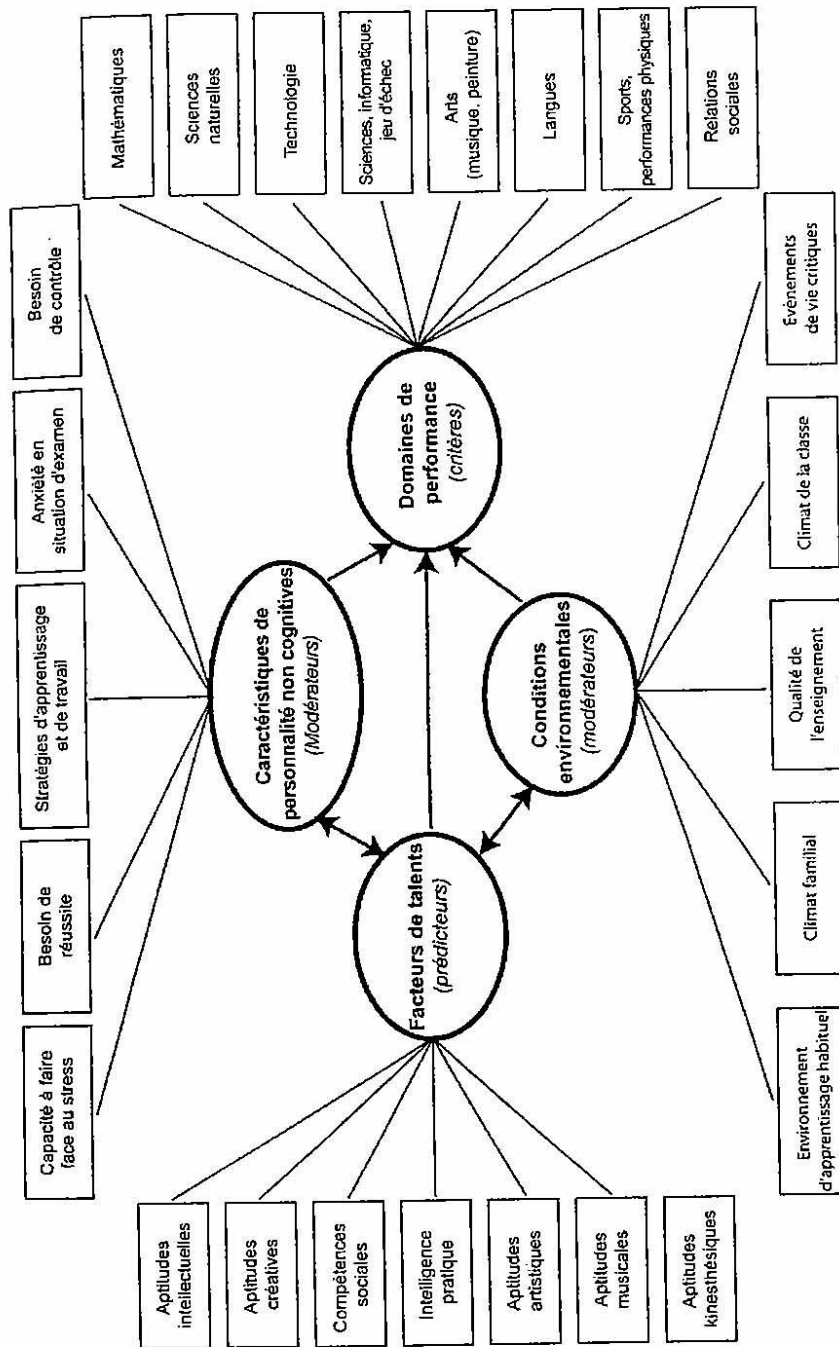 Capacité à faire
face au stress
Besoin de
réussite
Stratégies d'apprentissage
et de travail
Anxiété en
situation d'examen
Besoin
de contrôle
Aptitudes
intellectuelles
Aptitudes
créatives
Compétences
sociales
Intelligence
pratique
Aptitudes
artistiques
Aptitudes
musicales
Aptitudes
kinesthésiques
Caractéristiques de
personnalité non cognitives
(Modérateurs)
Facteurs de talents
(prédicteurs)
Domaines de
performance
(critères)
Conditions
environnementales
(modérateurs)
Mathématiques
Sciences
naturelles
Technologie
Sciences, informatique,
jeu d'échec
Arts
(musique, peinture)
Langues
Sports,
performances physiques
Relations
sociales
Environnement
d'apprentissage habituel
Climat familial
Qualité de
l'enseignement
Climat de la classe
Evènements
de vie critiques